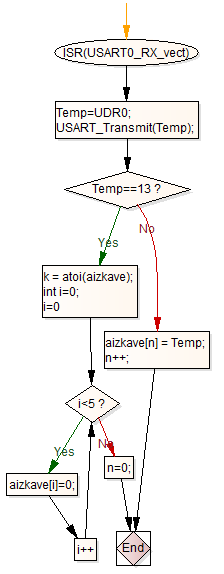 ISR(USART0_RX_vect)
Temp=UDR0;
USART_Transmit(Temp);
Temp==13 ?
Yes
No
k = atoi(aizkave);
int i=0;
i=0
aizkave[n] = Temp;
n++;
i<5 ?
Yes
No
aizkave[i]=0;
n=0;
i++
End